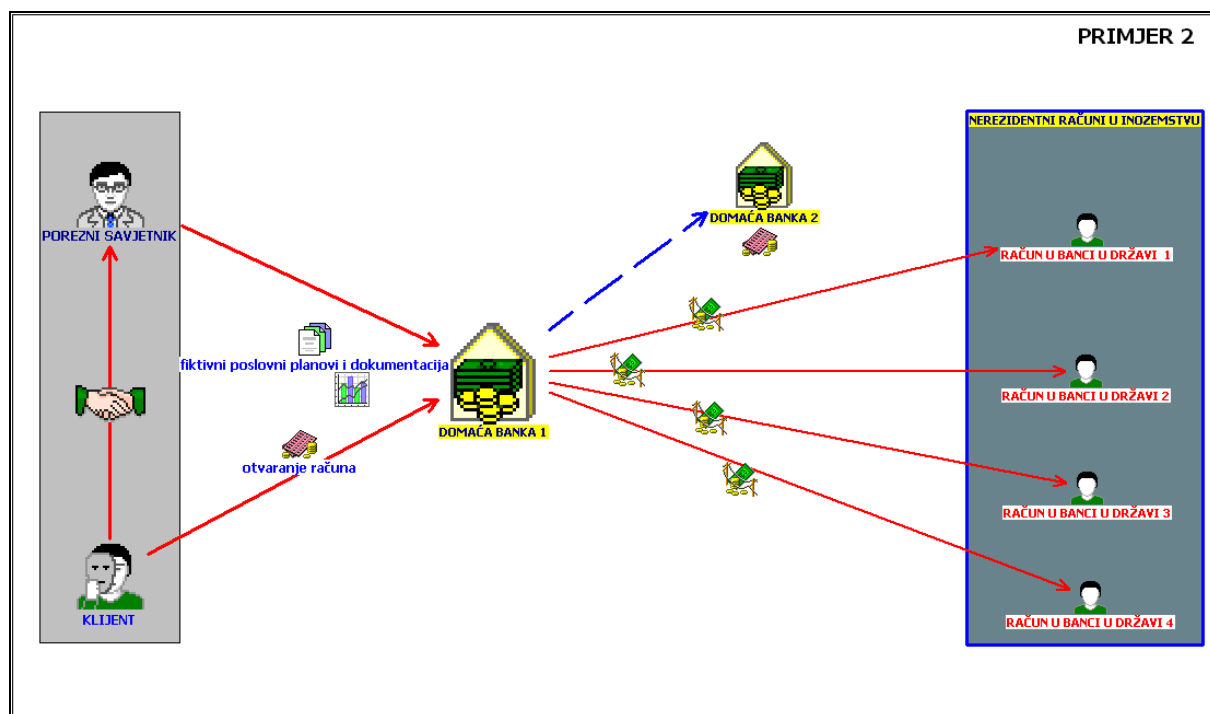 PRIMJER 2
NEREZIDENTNI RAČUNI U INOZEMSTVU
POREZNI SAVJETNIK
DOMAĆA BANKA 2
RAČUN U BANCI U DRŽAVI 1
fiktivni poslovni planovi i dokumentacija
RAČUN U BANCI U DRŽAVI 2
DOMAĆA BANKA 1
otvaranje računa
RAČUN U BANCI U DRŽAVI 3
KLIJENT
RAČUN U BANCI U DRŽAVI 4